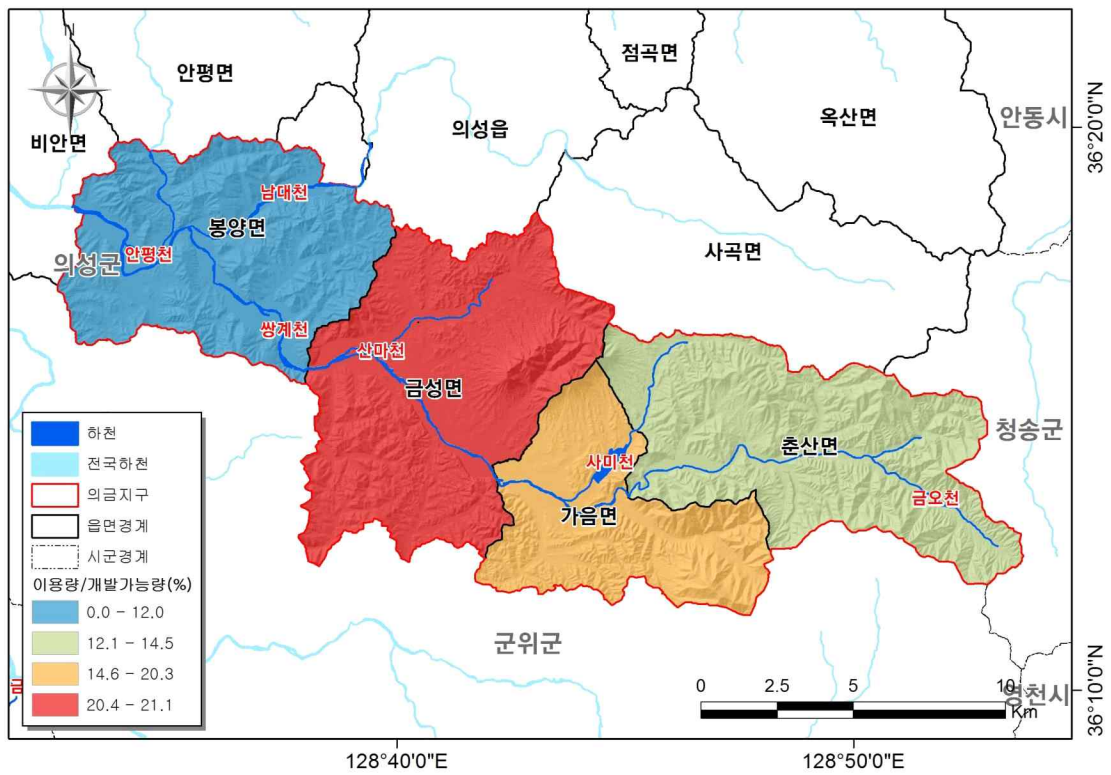 N
안평면
점곡면
비안면
의성읍
옥산면
안동시
36°20'0"N
남대천
봉양면
안평천
의성군
사곡면
쌍계천
산마천
금성면
춘산면
청송군
사미천
가음면
금오천
하천
전국하천
의금지구
읍면경계
시군경계
이용량/개발가능량(%)
0.0 - 12.0
12.1 - 14.5
14.6 - 20.3
20.4 - 21.1
군위군
0 2.5 5 10
Km
영천시
36°10'0"N
금
128°40'0"E
128°50'0"E